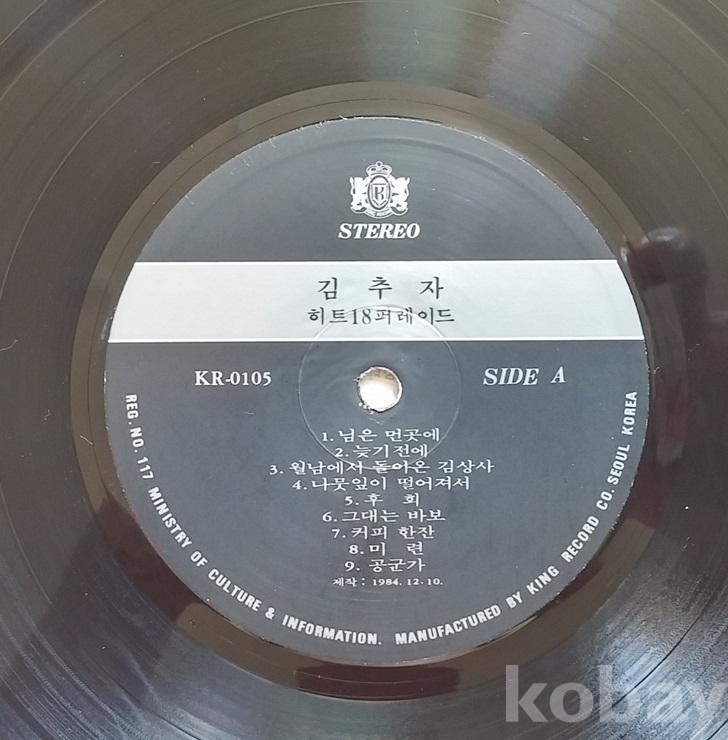 STEREO
김 추 자
히트18퍼레이드
KR-0105
SIDE A
1. 님은 먼곳에
2. 늦기전에
3. 월남에서 돌아온 김상사
4. 나뭇잎이 떨어져서
5. 후 회
6. 그대는 바보
7. 커피 한잔
8. 미 련
9. 공군가
제작 : 1984. 12. 10.
REG. NO. 117 MINISTRY OF CULTURE & INFORMATION. MANUFACTURED BY KING RECORD CO. SEOUL KOREA
kobay